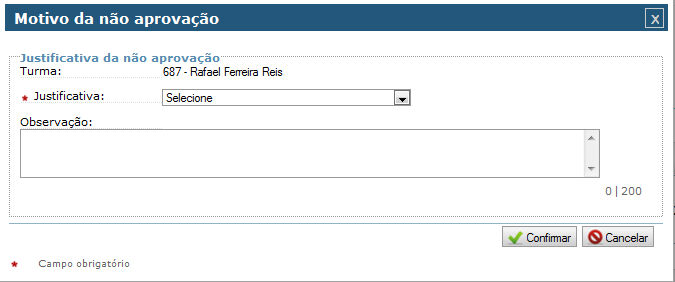 Motivo da não aprovação X
Justificativa da não aprovação
Turma: 687 - Rafael Ferreira Reis
* Justificativa: Selecione
Observação:
0 | 200
Confirmar Cancelar
* Campo obrigatório